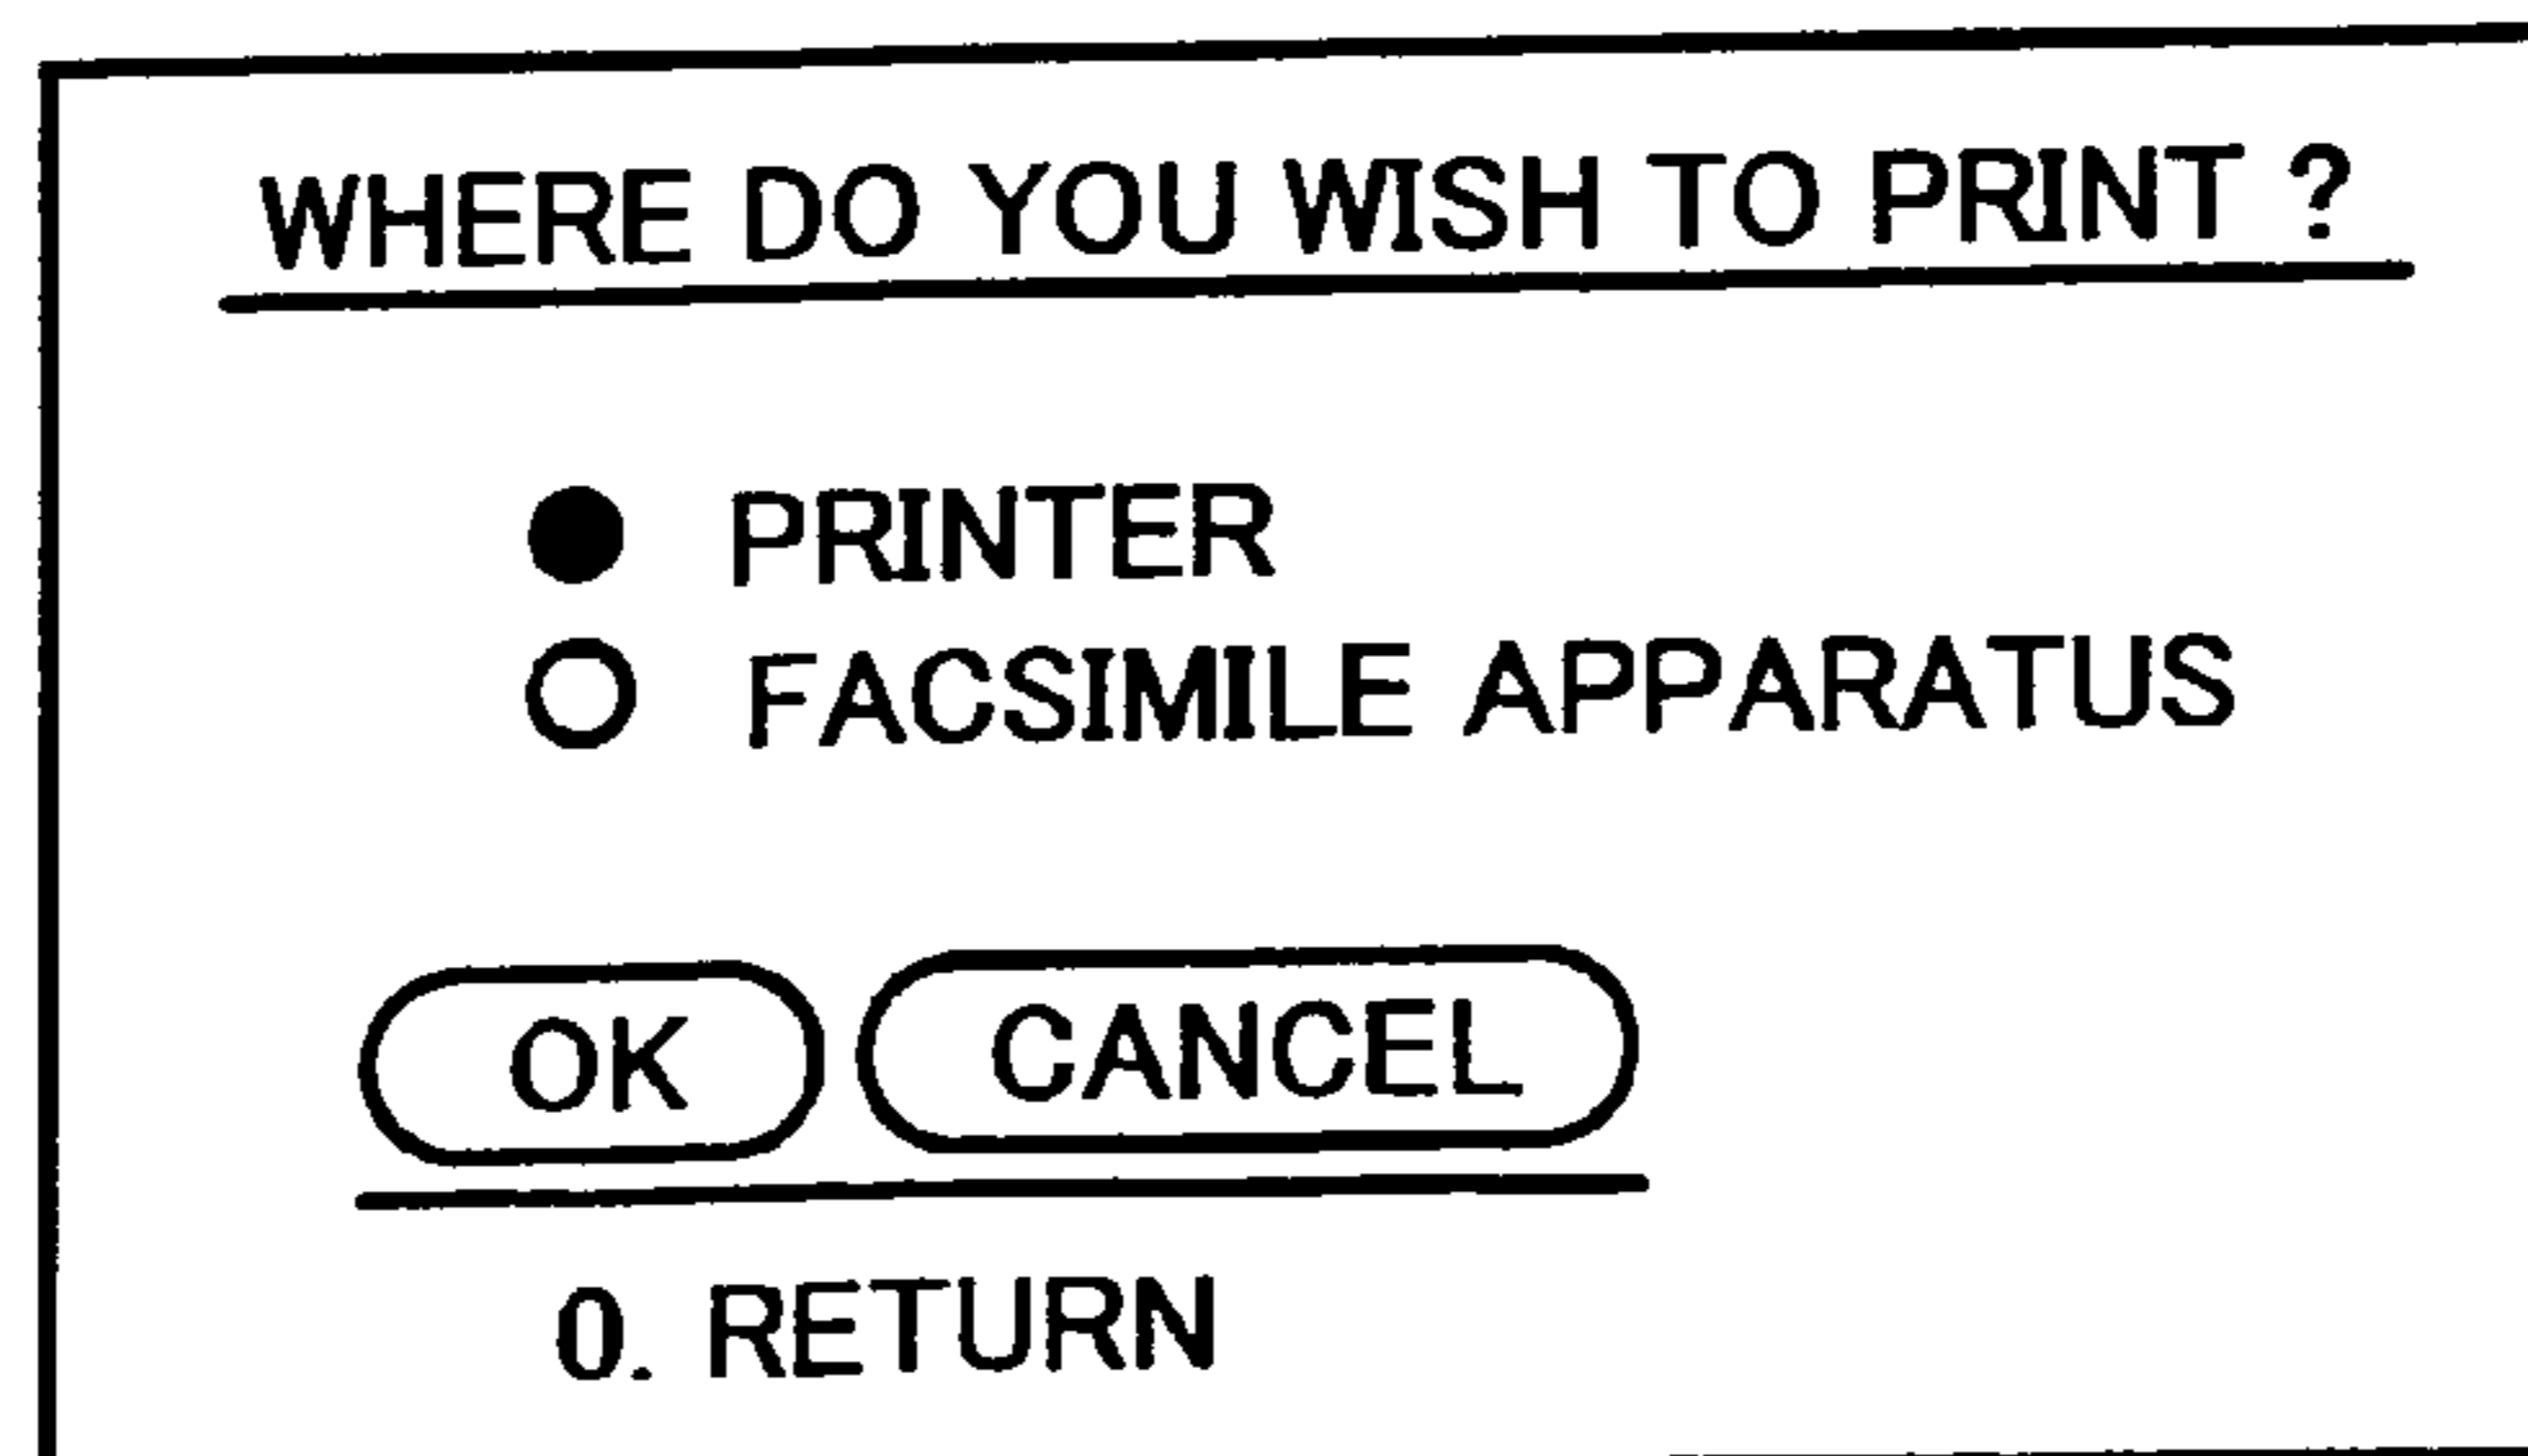 WHERE DO YOU WISH TO PRINT ?
PRINTER
FACSIMILE APPARATUS
OK CANCEL
0. RETURN